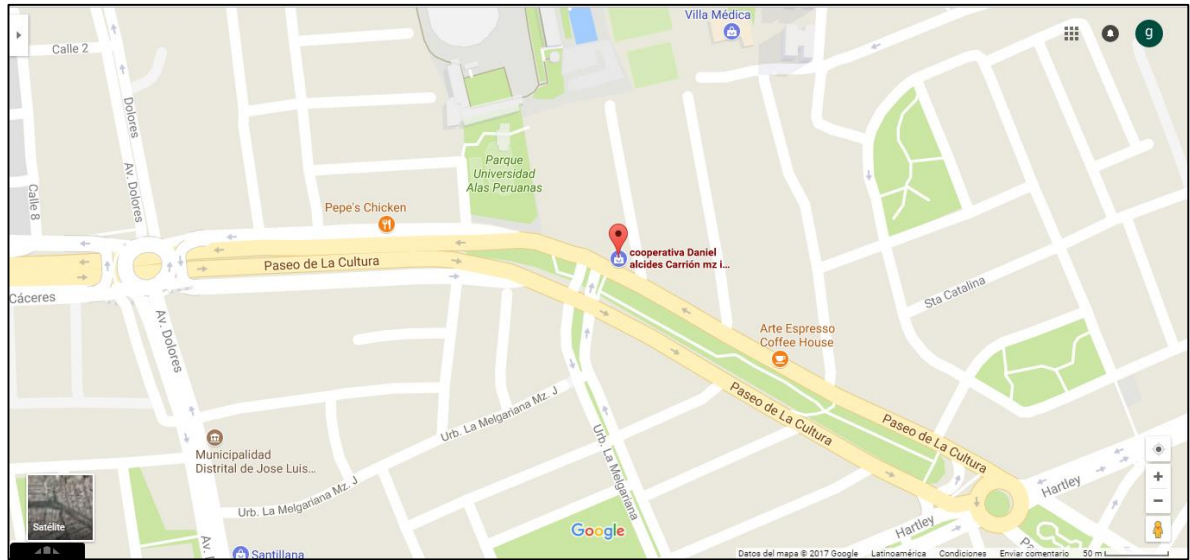 Villa Médica
g
Calle 2
Dolores
Av. Dolores
Calle 8
Parque
Universidad
Alas Peruanas
Pepe's Chicken
cooperativa Daniel
alcides Carrión mz i...
Paseo de La Cultura
Cáceres
Av. Dolores
Sta Catalina
Arte Espresso
Coffee House
Paseo de La Cultura
Paseo de La Cultura
Urb. La Melgariana Mz. J
Urb. La Melgariana
Municipalidad
Distrital de Jose Luis...
Urb. La Melgariana Mz. J
Hartley
Hartley
Satélite
Google
Santillana
Datos del mapa © 2017 Google Latinoamérica Condiciones Enviar comentario 50 m